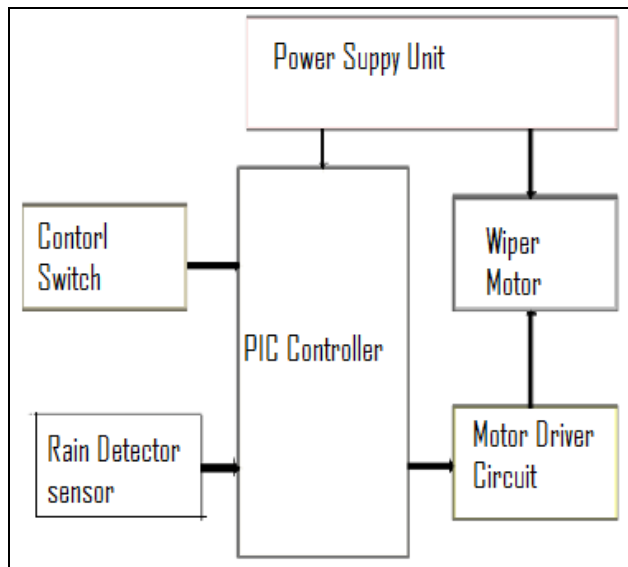 Power Suppy Unit
Contorl
Switch
Wiper
Motor
PIC Controller
Rain Detector
sensor
Motor Driver
Circuit